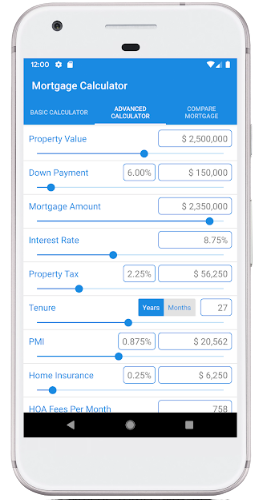 12:00
Mortgage Calculator
BASIC CALCULATOR
ADVANCED
CALCULATOR
COMPARE
MORTGAGE
Property Value $ 2,500,000
Down Payment 6.00% $ 150,000
Mortgage Amount $ 2,350,000
Interest Rate 8.75%
Property Tax 2.25% $ 56,250
Tenure Years Months 27
PMI 0.875% $ 20,562
Home Insurance 0.25% $ 6,250
HOA Fees Per Month 758